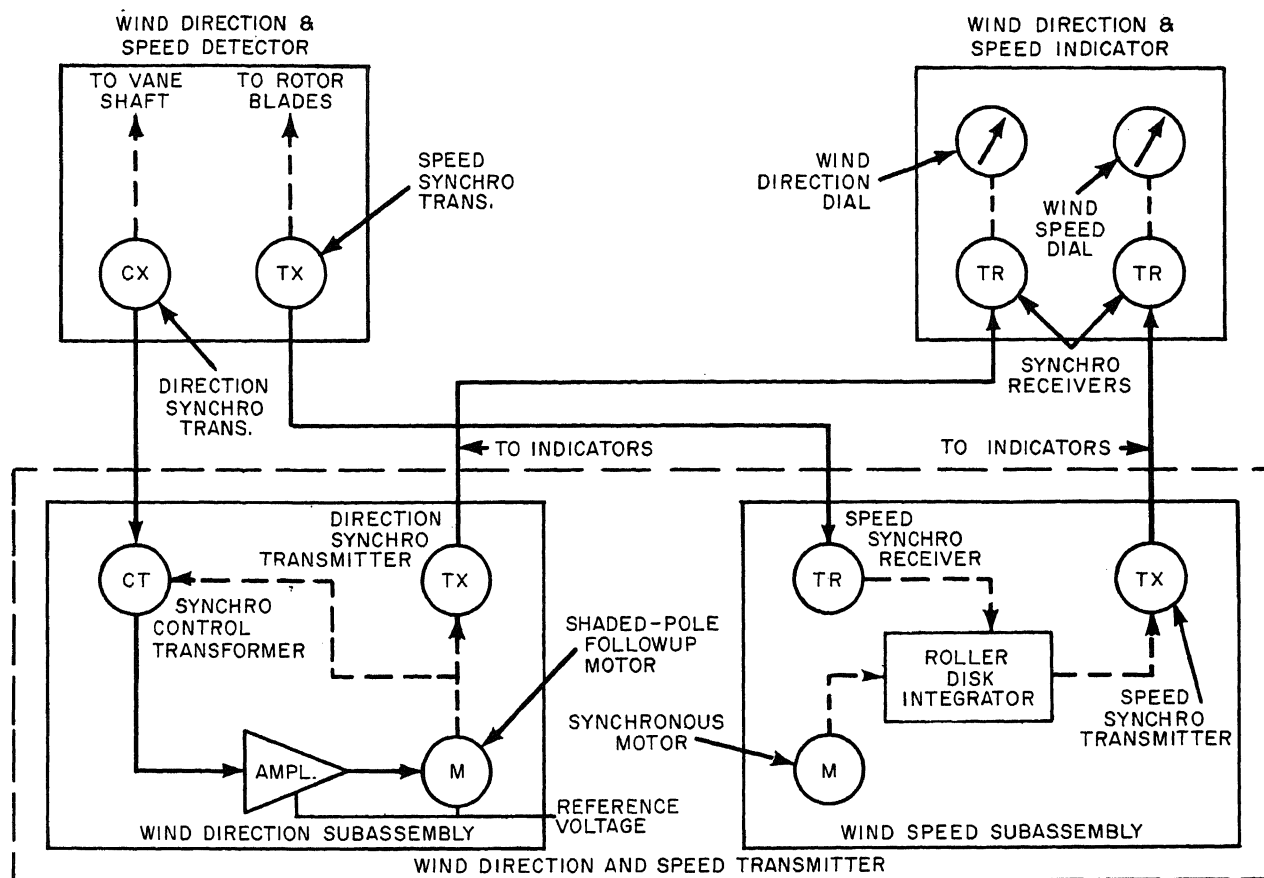 WIND DIRECTION &
SPEED DETECTOR
TO VANE
SHAFT
TO ROTOR
BLADES
SPEED
SYNCHRO
TRANS.
CX
TX
DIRECTION
SYNCHRO
TRANS.
WIND DIRECTION &
SPEED INDICATOR
WIND
DIRECTION
DIAL
WIND
SPEED
DIAL
TR
TR
SYNCHRO
RECEIVERS
TO INDICATORS
TO INDICATORS
DIRECTION
SYNCHRO
TRANSMITTER
CT
TX
SYNCHRO
CONTROL
TRANSFORMER
SHADED-POLE
FOLLOWUP
MOTOR
AMPL.
M
REFERENCE
VOLTAGE
WIND DIRECTION SUBASSEMBLY
SPEED
SYNCHRO
RECEIVER
TR
TX
ROLLER
DISK
INTEGRATOR
SYNCHRONOUS
MOTOR
M
SPEED
SYNCHRO
TRANSMITTER
WIND SPEED SUBASSEMBLY
WIND DIRECTION AND SPEED TRANSMITTER